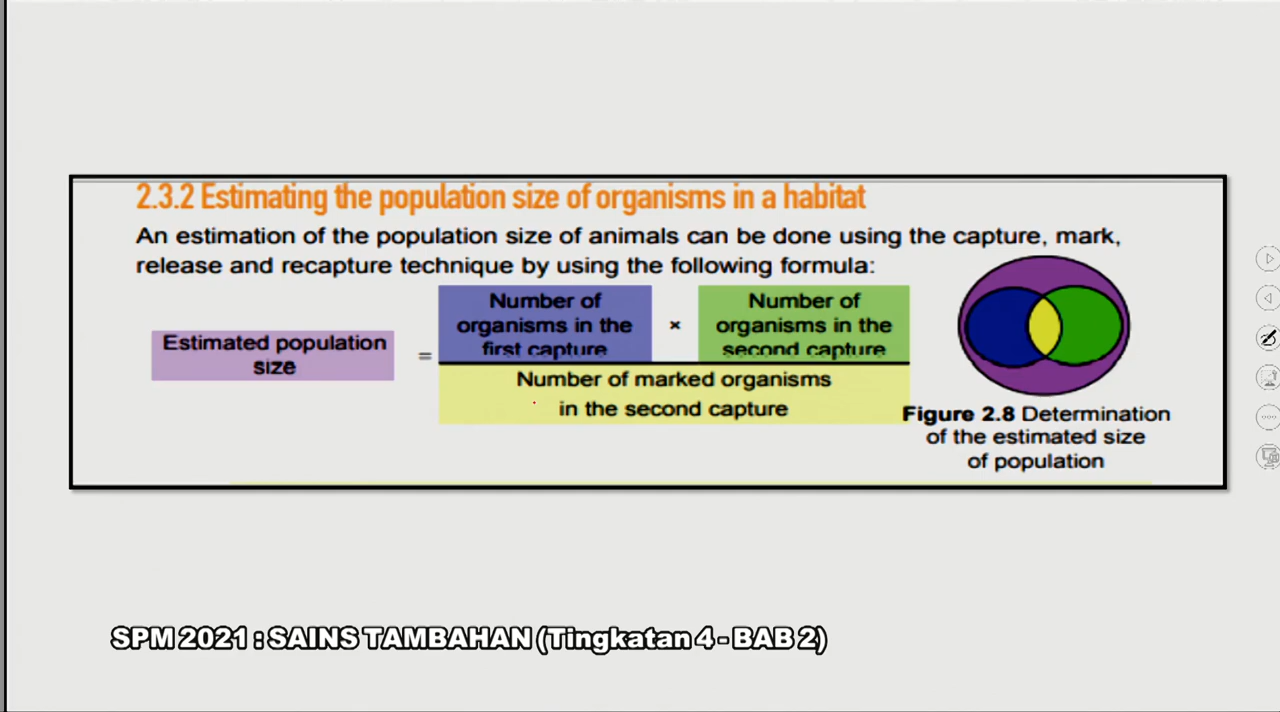 2.3.2 Estimating the population size of organisms in a habitat
An estimation of the population size of animals can be done using the capture, mark,
release and recapture technique by using the following formula:
Estimated population
size
=
Number of
organisms in the
first capture
×
Number of
organisms in the
second capture
Number of marked organisms
in the second capture
Figure 2.8 Determination
of the estimated size
of population
SPM 2021 : SAINS TAMBAHAN (Tingkatan 4 - BAB 2)